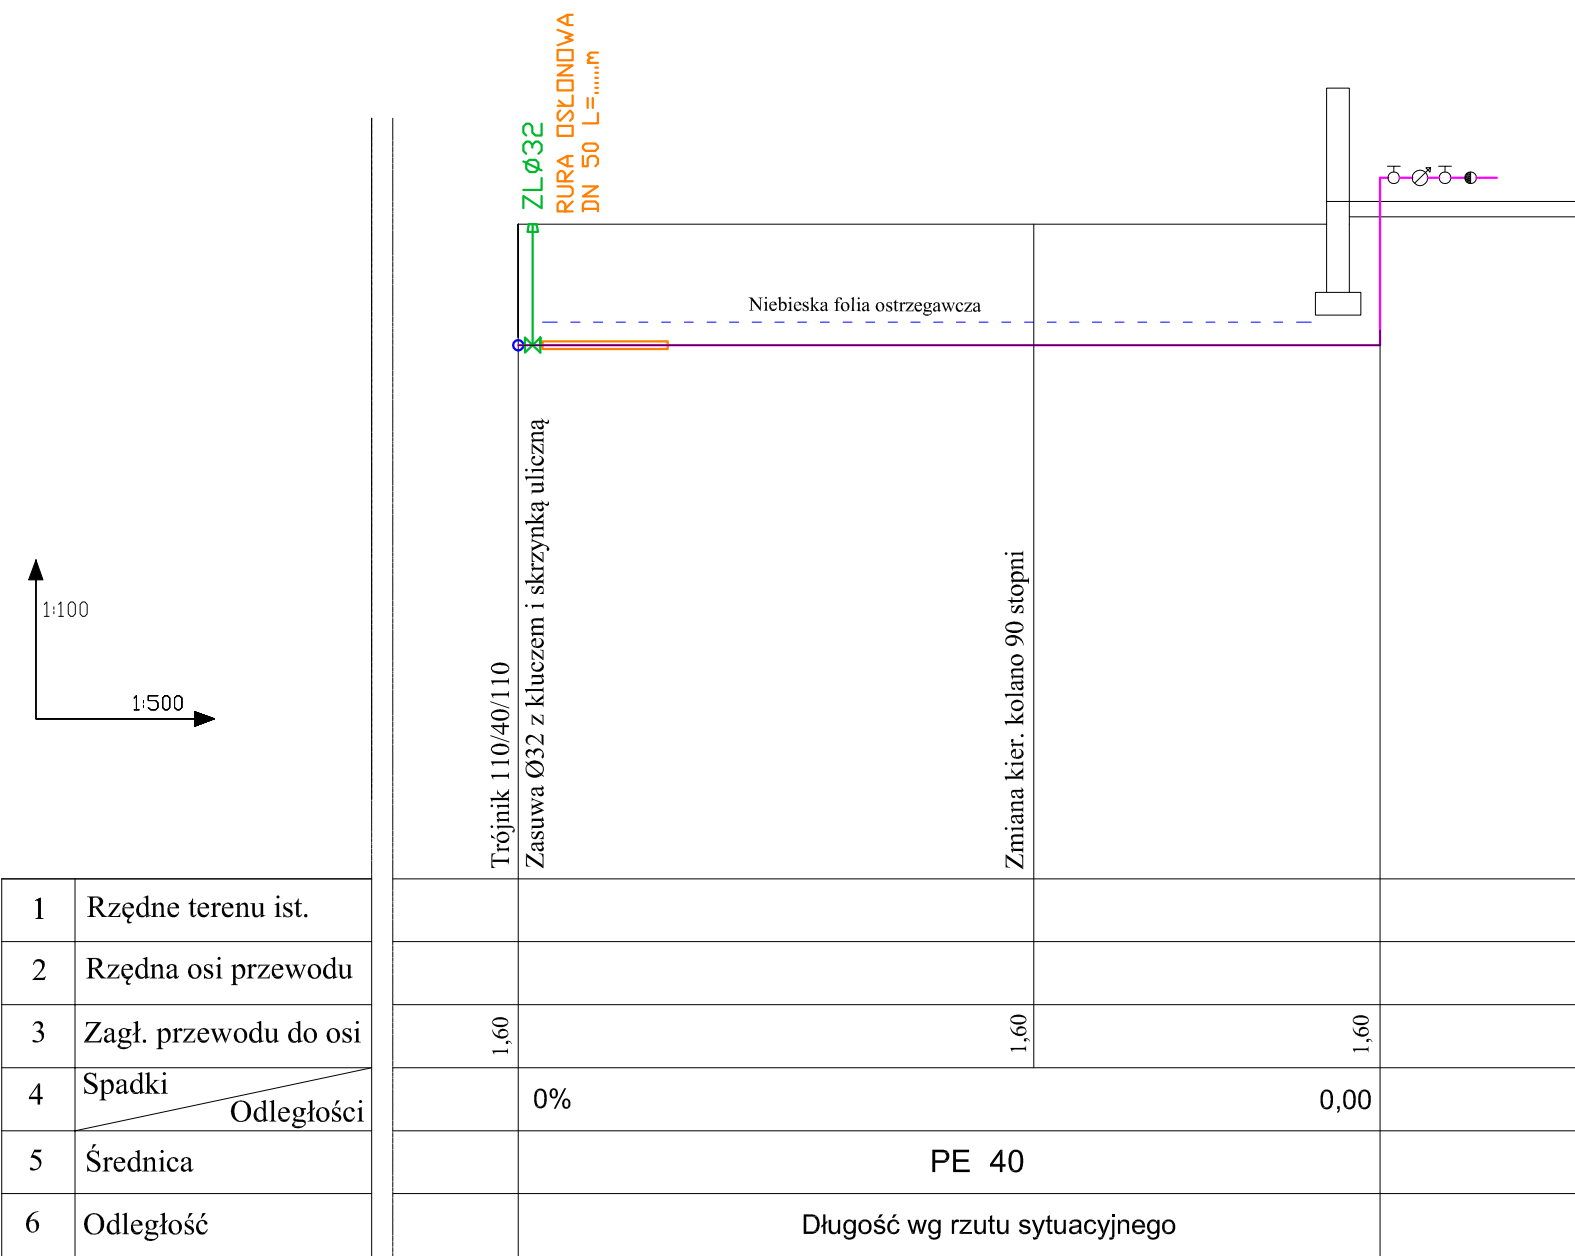 RURA OSŁONOWA
DN 50 L=......m
ZLø32
Niebieska folia ostrzegawcza
1:100
1:500
Trójnik 110/40/110
Zasuwa Ø32 z kluczem i skrzynką uliczną
Zmiana kier. kolano 90 stopni
1 Rzędne terenu ist.
2 Rzędna osi przewodu
3 Zagł. przewodu do osi 1,60 1,60 1,60
4 Spadki Odległości 0% 0,00
5 Średnica PE 40
6 Odległość Długość wg rzutu sytuacyjnego